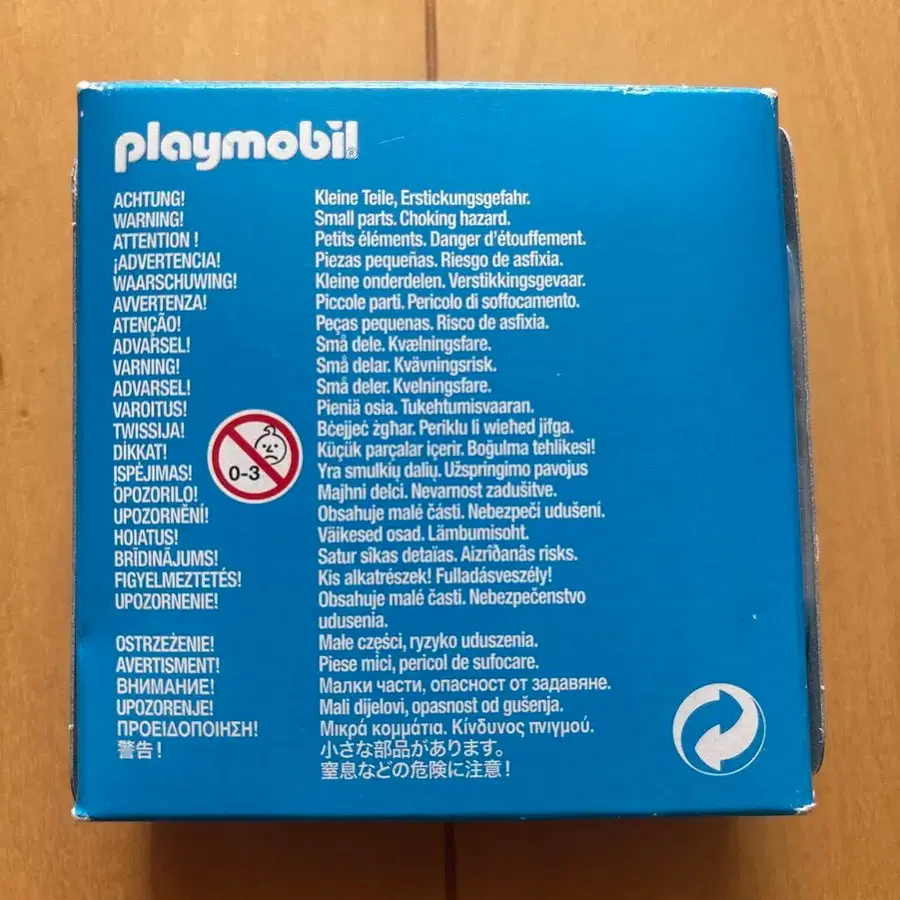 playmobil®
ACHTUNG! Kleine Teile, Erstickungsgefahr.
WARNING! Small parts. Choking hazard.
ATTENTION ! Petits éléments. Danger d'étouffement.
¡ADVERTENCIA! Piezas pequeñas. Riesgo de asfixia.
WAARSCHUWING! Kleine onderdelen. Verstikkingsgevaar.
AVVERTENZA! Piccole parti. Pericolo di soffocamento.
ATENÇÃO! Peças pequenas. Risco de asfixia.
ADVARSEL! Små dele. Kvælningsfare.
VARNING! Små delar. Kvävningsrisk.
ADVARSEL! Små deler. Kvelningsfare.
VAROITUS! Pieniä osia. Tukehtumisvaaran.
TWISSIJA! Bċejjeċ żgħar. Periklu li wieħed jifga.
DİKKAT! Küçük parçalar içerir. Boğulma tehlikesi!
ĮSPĖJIMAS! Yra smulkių dalių. Užspringimo pavojus
OPOZORILO! Majhni delci. Nevarnost zadušitve.
UPOZORNĚNÍ! Obsahuje malé části. Nebezpečí udušení.
HOIATUS! Väikesed osad. Lämbumisoht.
BRĪDINĀJUMS! Satur sīkas detaļas. Aizrīšanās risks.
FIGYELMEZTETÉS! Kis alkatrészek! Fulladásveszély!
UPOZORNENIE! Obsahuje malé časti. Nebezpečenstvo
udusenia.
OSTRZEŻENIE! Małe części, ryzyko uduszenia.
AVERTISMENT! Piese mici, pericol de sufocare.
ВНИМАНИЕ! Малки части, опасност от задавяне.
UPOZORENJE! Mali dijelovi, opasnost od gušenja.
ΠΡΟΕΙΔΟΠΟΙΗΣΗ! Μικρά κομμάτια. Κίνδυνος πνιγμού.
警告! 小さな部品があります。
窒息などの危険に注意!
0-3